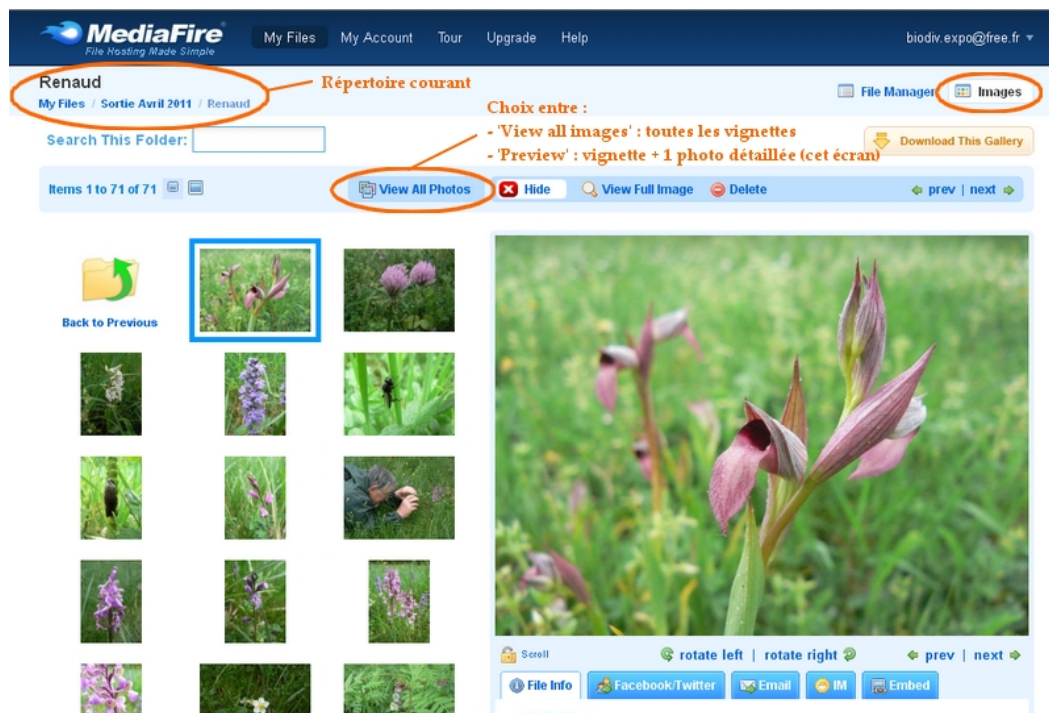 MediaFire
File Hosting Made Simple
My Files My Account Tour Upgrade Help
biodiv.expo@free.fr
Renaud
My Files / Sortie Avril 2011 / Renaud
Répertoire courant
File Manager Images
Choix entre :
- 'View all images' : toutes les vignettes
- 'Preview' : vignette + 1 photo détaillée (cet écran)
Search This Folder:
Download This Gallery
Items 1 to 71 of 71
View All Photos
Hide View Full Image Delete
prev | next
Back to Previous
Scroll
rotate left | rotate right
prev | next
File Info Facebook/Twitter Email IM Embed